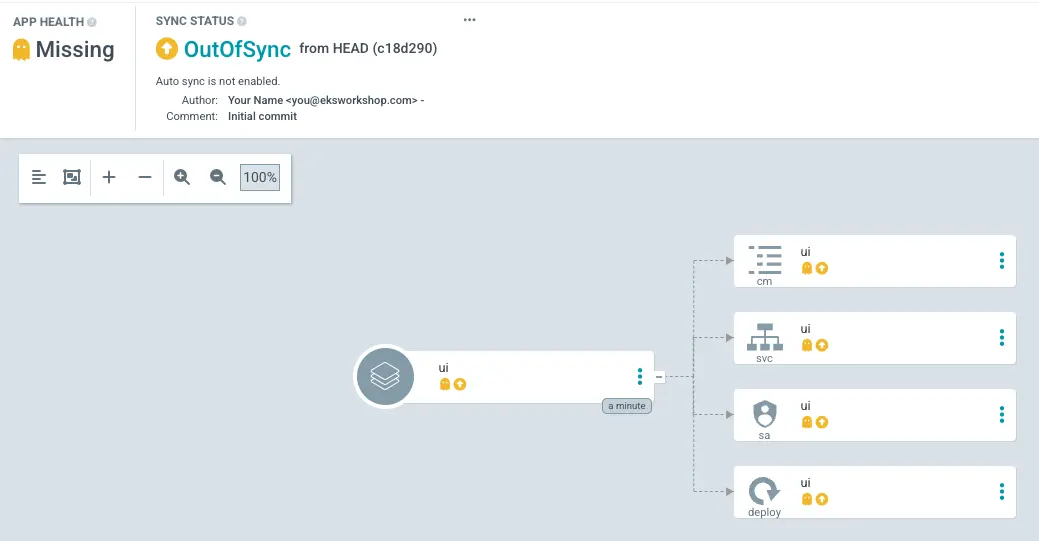 APP HEALTH
Missing
SYNC STATUS
OutOfSync from HEAD (c18d290)
Auto sync is not enabled.
Author: Your Name <you@eksworkshop.com> -
Comment: Initial commit
100%
ui
a minute
ui
cm
ui
svc
ui
sa
ui
deploy